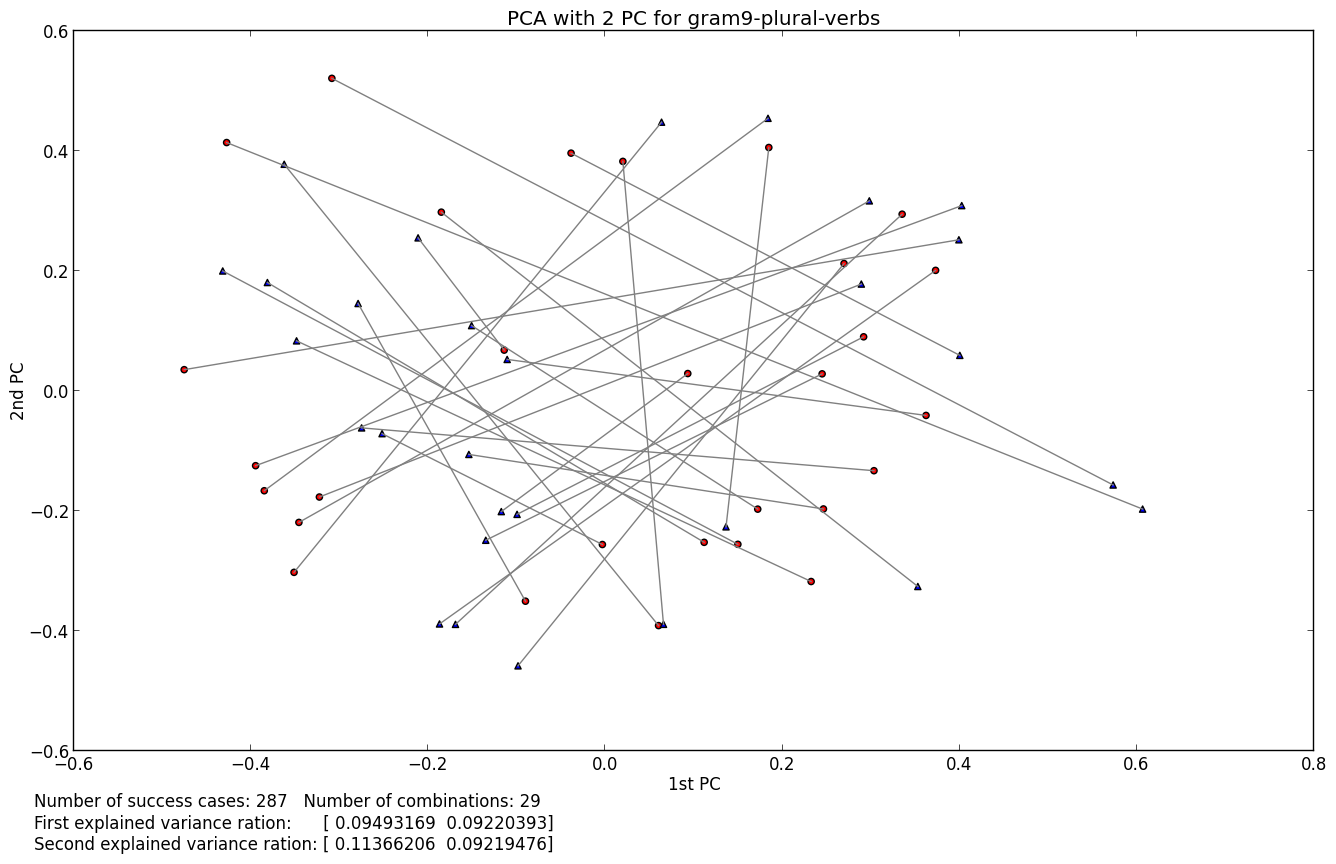 PCA with 2 PC for gram9-plural-verbs
0.6
0.4
0.2
0.0
−0.2
−0.4
−0.6
2nd PC
−0.6 −0.4 −0.2 0.0 0.2 0.4 0.6 0.8
1st PC
Number of success cases: 287 Number of combinations: 29
First explained variance ration: [ 0.09493169 0.09220393]
Second explained variance ration: [ 0.11366206 0.09219476]